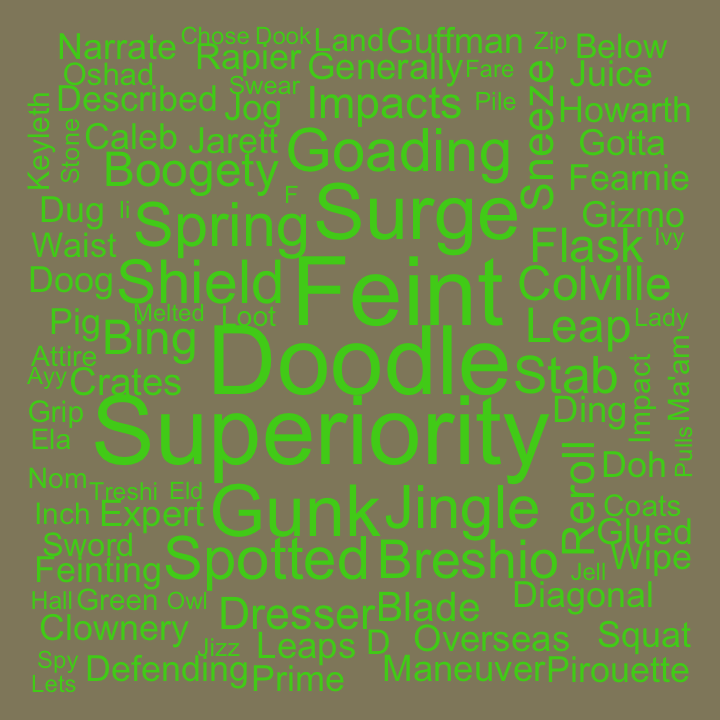 Chose Dook
Land Guffman
Zip
Narrate
Rapier
Below
Oshad
Generally Fare
Juice
Described
Swear
Jog
Impacts
Pile
Sneeze
Howarth
Keyleth
Stone
Caleb Jarett
Goading
Gotta
Boogety
Fearnie
Dug
Ii
F
Spring
Surge
Gizmo
Waist
Flask
Ivy
Doog
Shield
Feint
Colville
Pig
Melted
Loot
Bing
Leap
Lady
Attire
Doodle
Ayy
Crates
Stab
Impact
Ma'am
Grip
Superiority
Ding
Ela
Pulls
Reroll
Doh
Nom
Treshi
Eld
Gunk
Jingle
Coats
Inch
Expert
Glued
Sword
Spotted
Breshio
Wipe
Feinting
Jell
Hall
Green
Owl
Dresser
Blade
Diagonal
Clownery
Jizz
Leaps
D
Overseas
Squat
Spy
Defending
Prime
Maneuver
Pirouette
Lets